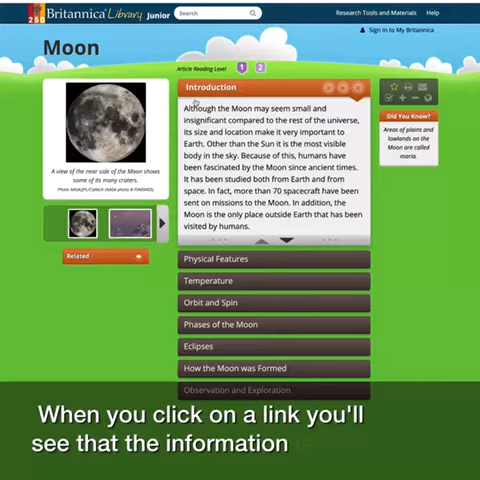 250 Britannica Library Junior
Search
Research Tools and Materials Help
Sign In to My Britannica
Moon
Article Reading Level 1 2
Introduction
Although the Moon may seem small and
insignificant compared to the rest of the universe,
its size and location make it very important to
Earth. Other than the Sun it is the most visible
body in the sky. Because of this, humans have
been fascinated by the Moon since ancient times.
It has been studied both from Earth and from
space. In fact, more than 70 spacecraft have been
sent on missions to the Moon. In addition, the
Moon is the only place outside Earth that has been
visited by humans.
A view of the near side of the Moon shows
some of its many craters.
Photo NASA/JPL/Caltech (NASA photo # PIA00405)
Related
Did You Know?
Areas of plains and
lowlands on the
Moon are called
maria.
Physical Features
Temperature
Orbit and Spin
Phases of the Moon
Eclipses
How the Moon was Formed
Observation and Exploration
When you click on a link you'll
see that the information